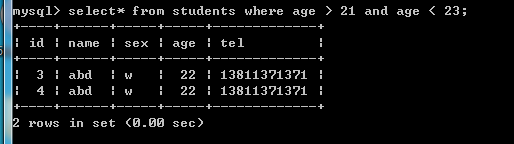 mysql> select* from students where age > 21 and age < 23;
+----+------+-----+-----+-------------+
| id | name | sex | age | tel         |
+----+------+-----+-----+-------------+
|  3 | abd  | w   |  22 | 13811371371 |
|  4 | abd  | w   |  22 | 13811371371 |
+----+------+-----+-----+-------------+
2 rows in set (0.00 sec)